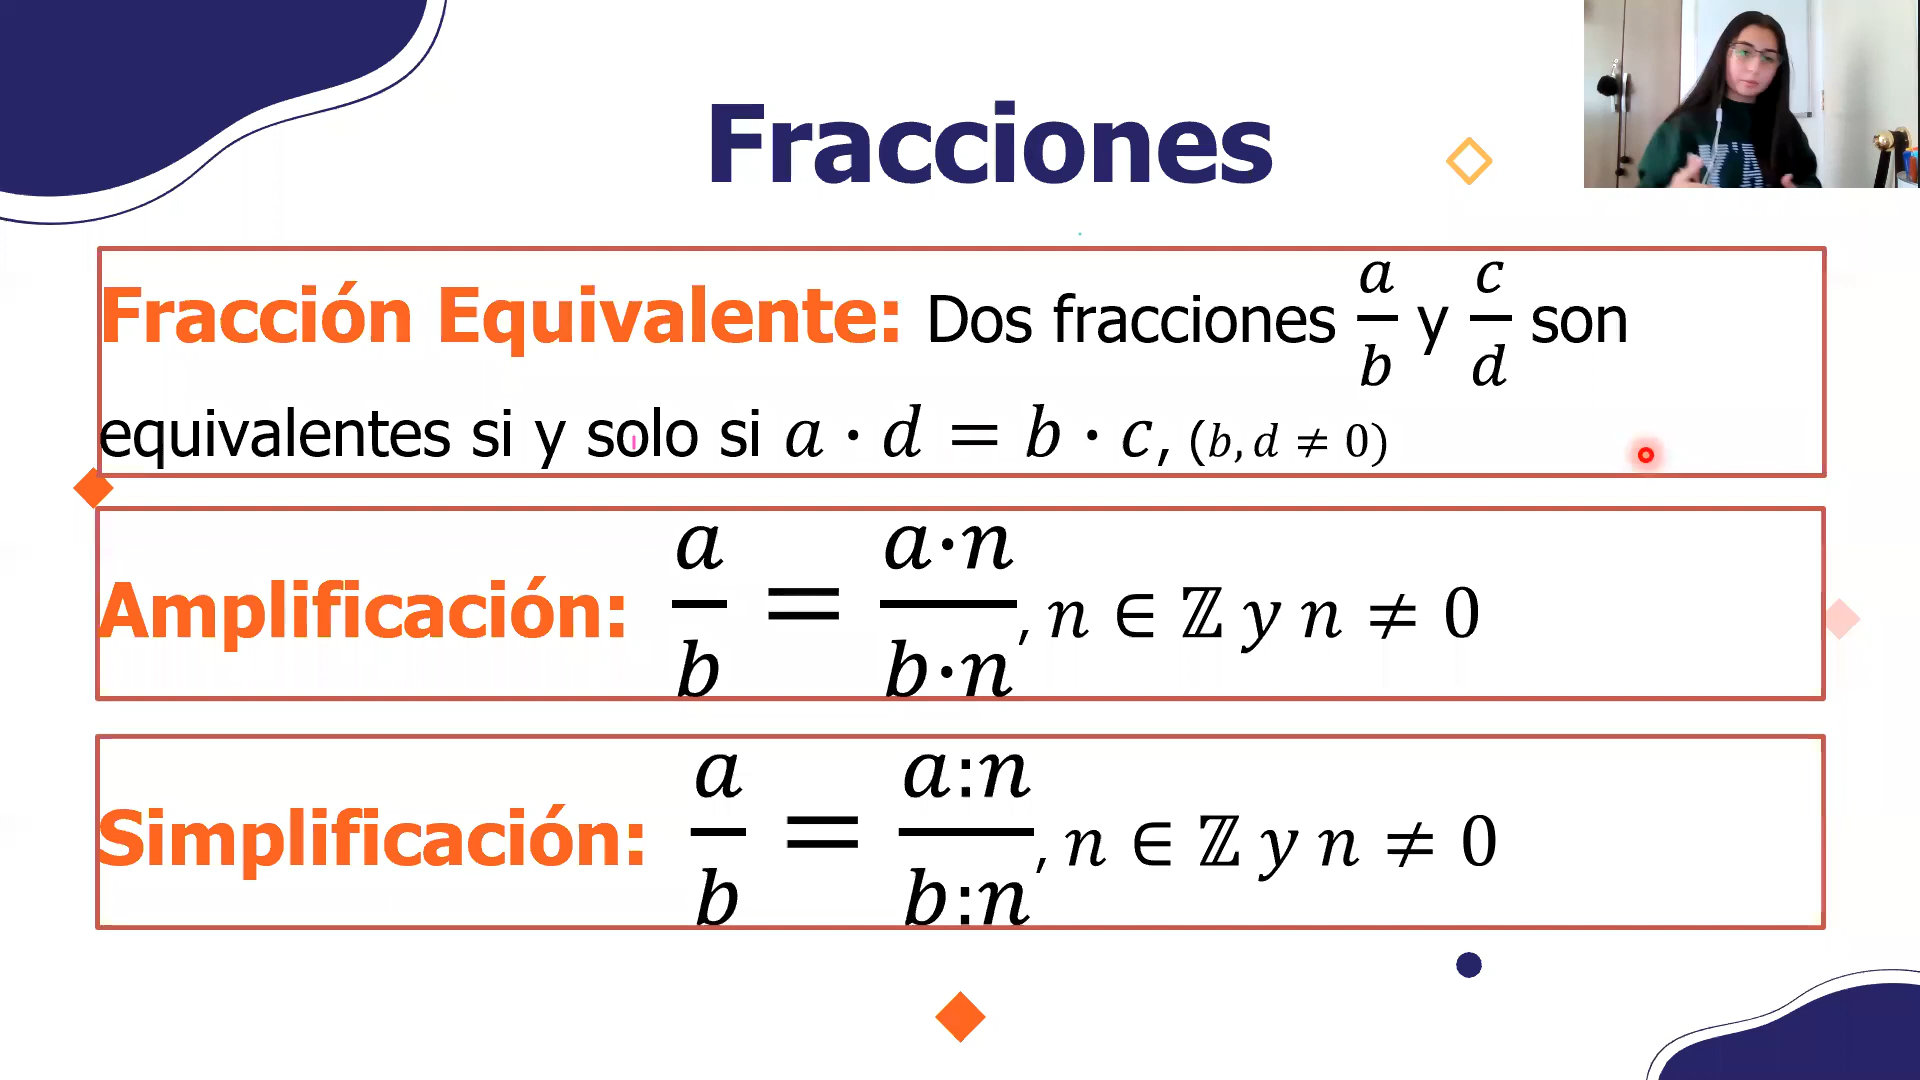 Fracciones
Fracción Equivalente: Dos fracciones a/b y c/d son
equivalentes si y solo si a · d = b · c, (b, d ≠ 0)
Amplificación: a/b = a·n/b·n, n ∈ ℤ y n ≠ 0
Simplificación: a/b = a:n/b:n, n ∈ ℤ y n ≠ 0